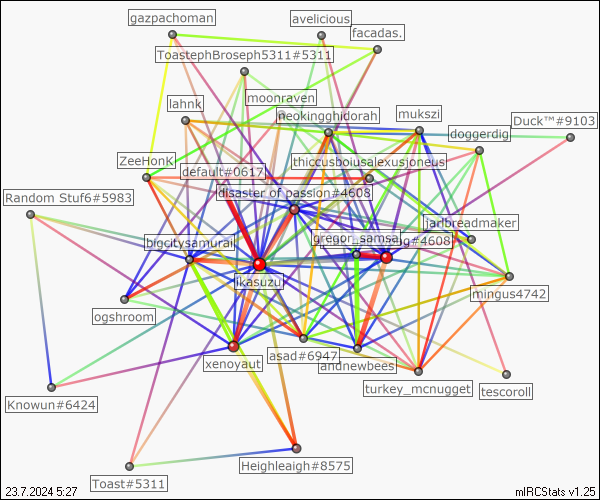 gazpachoman
avelicious
facadas.
ToastephBroseph5311#5311
moonraven
lahnk
neokingghidorah
mukszi
Duck™#9103
doggerdig
ZeeHonk
thiccusboiusalexusjoneus
default#0617
Random Stuf6#5983
disaster of passion#4608
jarlbreadmaker
bigcitysamurai
gregor_samsa
#4608
ikasuzu
mingus4742
ogshroom
xenoyaut
asad#6947
andnewbees
turkey_mcnugget
tescoroll
Knowun#6424
Heighleaigh#8575
Toast#5311
23.7.2024 5:27
mIRCStats v1.25